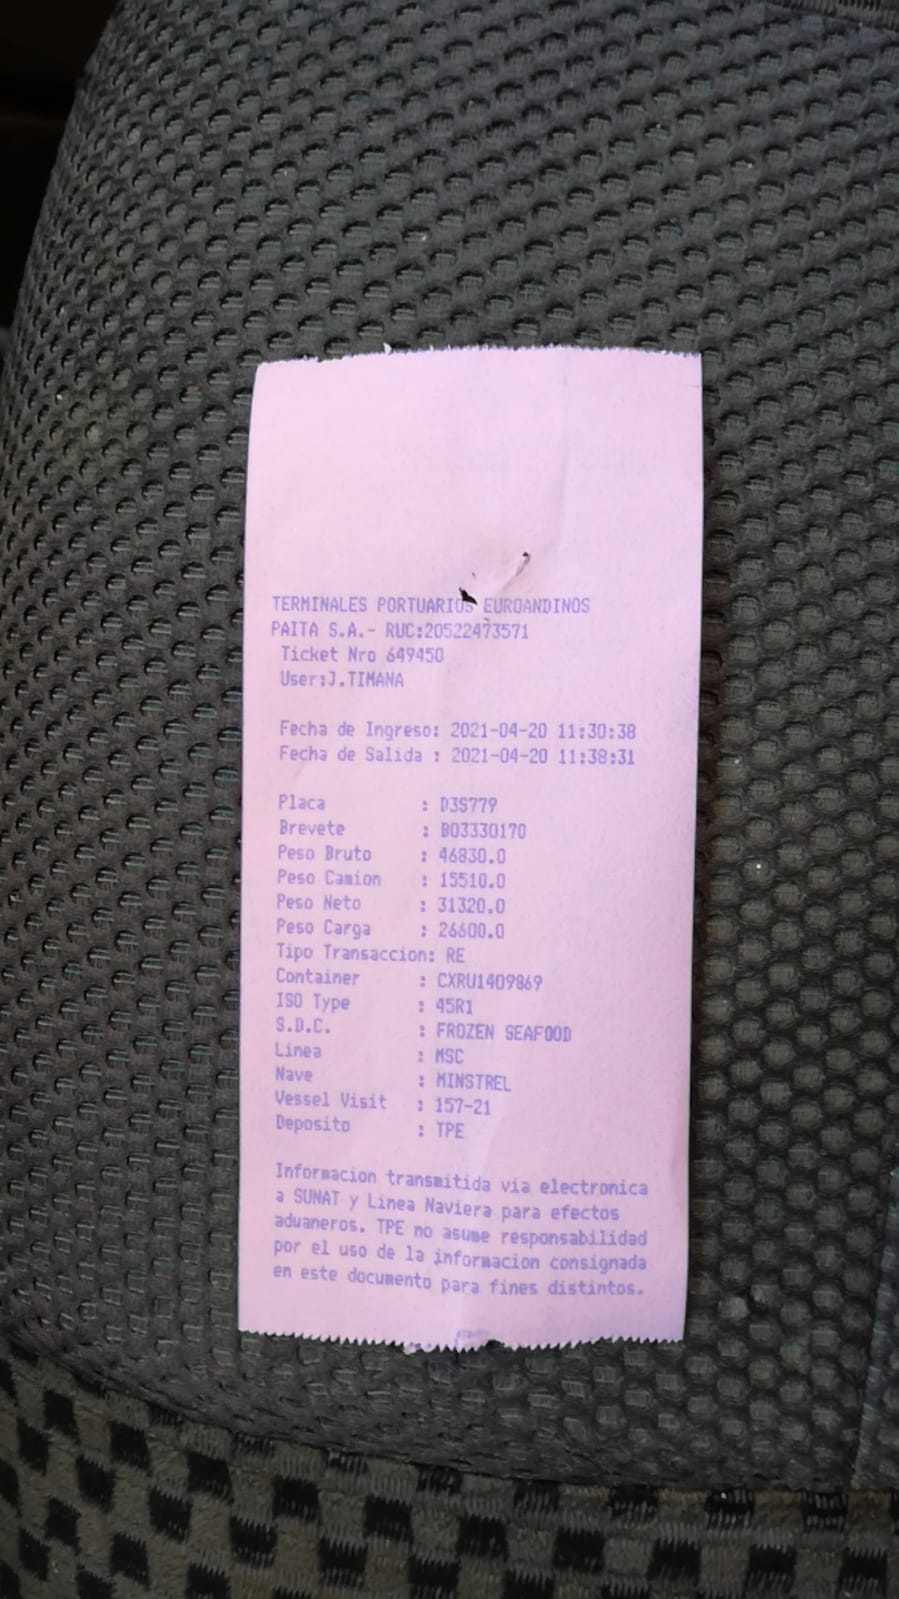 TERMINALES PORTUARIOS EUROANDINOS
PAITA S.A.- RUC:20522473571
Ticket Nro 649450
User:J.TIMANA
Fecha de Ingreso: 2021-04-20 11:30:38
Fecha de Salida : 2021-04-20 11:38:31
Placa : D3S779
Brevete : B03330170
Peso Bruto : 46830.0
Peso Camion : 15510.0
Peso Neto : 31320.0
Peso Carga : 26600.0
Tipo Transaccion: RE
Container : CXRU1409869
ISO Type : 45R1
S.D.C. : FROZEN SEAFOOD
Linea : MSC
Nave : MINSTREL
Vessel Visit : 157-21
Deposito : TPE
Informacion transmitida via electronica
a SUNAT y Linea Naviera para efectos
aduaneros. TPE no asume responsabilidad
por el uso de la informacion consignada
en este documento para fines distintos.